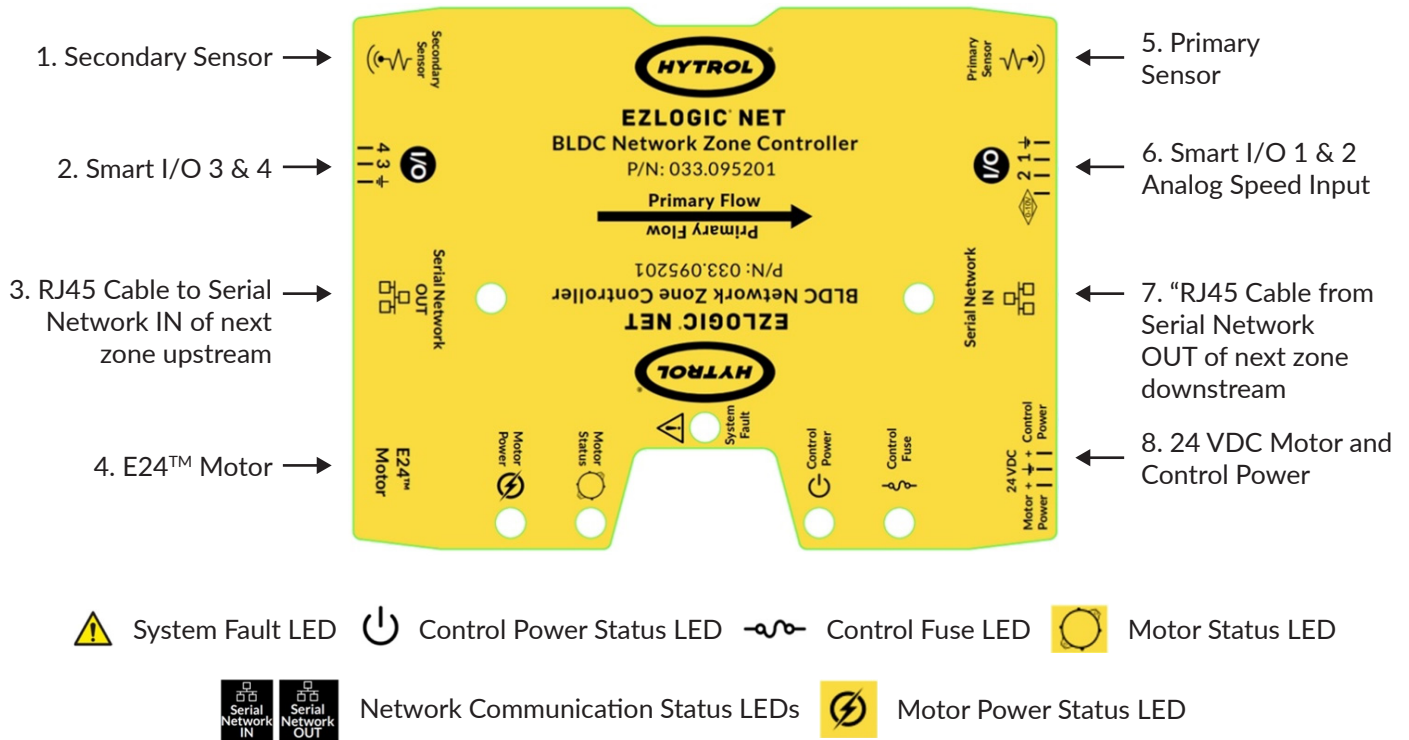 1. Secondary Sensor
2. Smart I/O 3 & 4
3. RJ45 Cable to Serial
Network IN of next
zone upstream
4. E24™ Motor
Secondary
Sensor
4 3
I/O
Serial Network
OUT
E24™
Motor
HYTROL®
EZLOGIC® NET
BLDC Network Zone Controller
P/N: 033.095201
Primary Flow
Primary Flow
P/N: 033.095201
BLDC Network Zone Controller
EZLOGIC® NET
HYTROL®
System
Fault
Motor
Power
Motor
Status
Control
Power
Control
Fuse
Primary
Sensor
I/O
2 1
0-10V
Serial Network
IN
24 VDC
Motor + + Control
Power Power
5. Primary
Sensor
6. Smart I/O 1 & 2
Analog Speed Input
7. “RJ45 Cable from
Serial Network
OUT of next zone
downstream
8. 24 VDC Motor and
Control Power
System Fault LED
Control Power Status LED
Control Fuse LED
Motor Status LED
Serial
Network
IN
Serial
Network
OUT
Network Communication Status LEDs
Motor Power Status LED